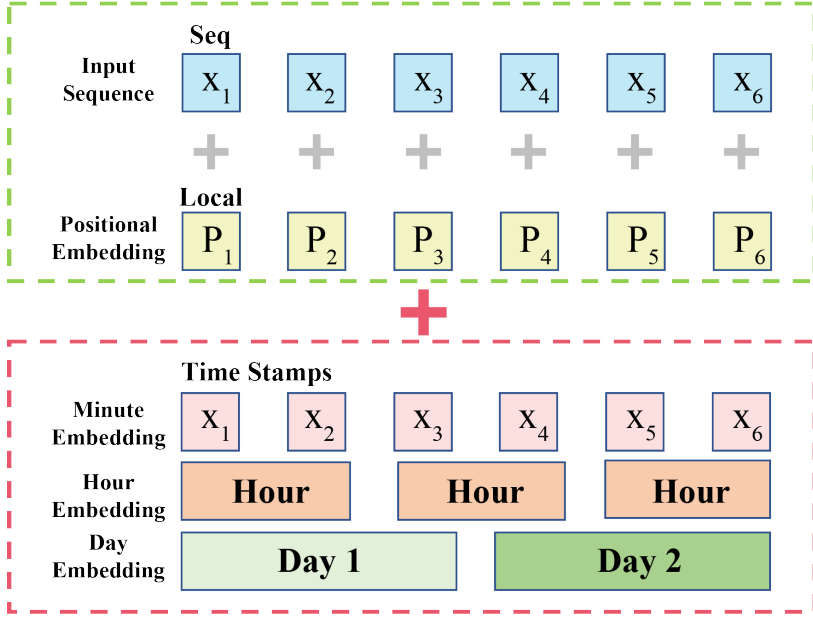 Seq
Input
Sequence
x1 x2 x3 x4 x5 x6
+ + + + + +
Local
Positional
Embedding
P1 P2 P3 P4 P5 P6
+
Time Stamps
Minute
Embedding
x1 x2 x3 x4 x5 x6
Hour
Embedding
Hour Hour Hour
Day
Embedding
Day 1 Day 2